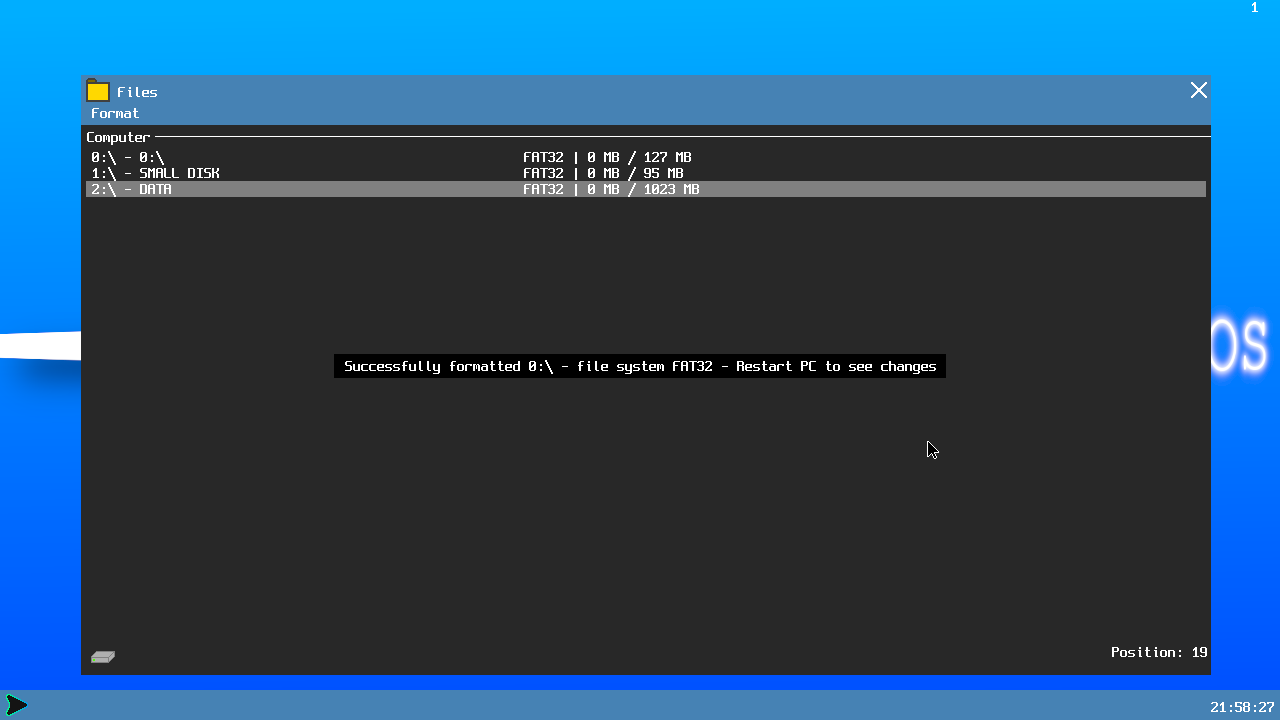 1
Files
Format
Computer
0:\ - 0:\ FAT32 | 0 MB / 127 MB
1:\ - SMALL DISK FAT32 | 0 MB / 95 MB
2:\ - DATA FAT32 | 0 MB / 1023 MB
OS
Successfully formatted 0:\ - file system FAT32 - Restart PC to see changes
Position: 19
21:58:27